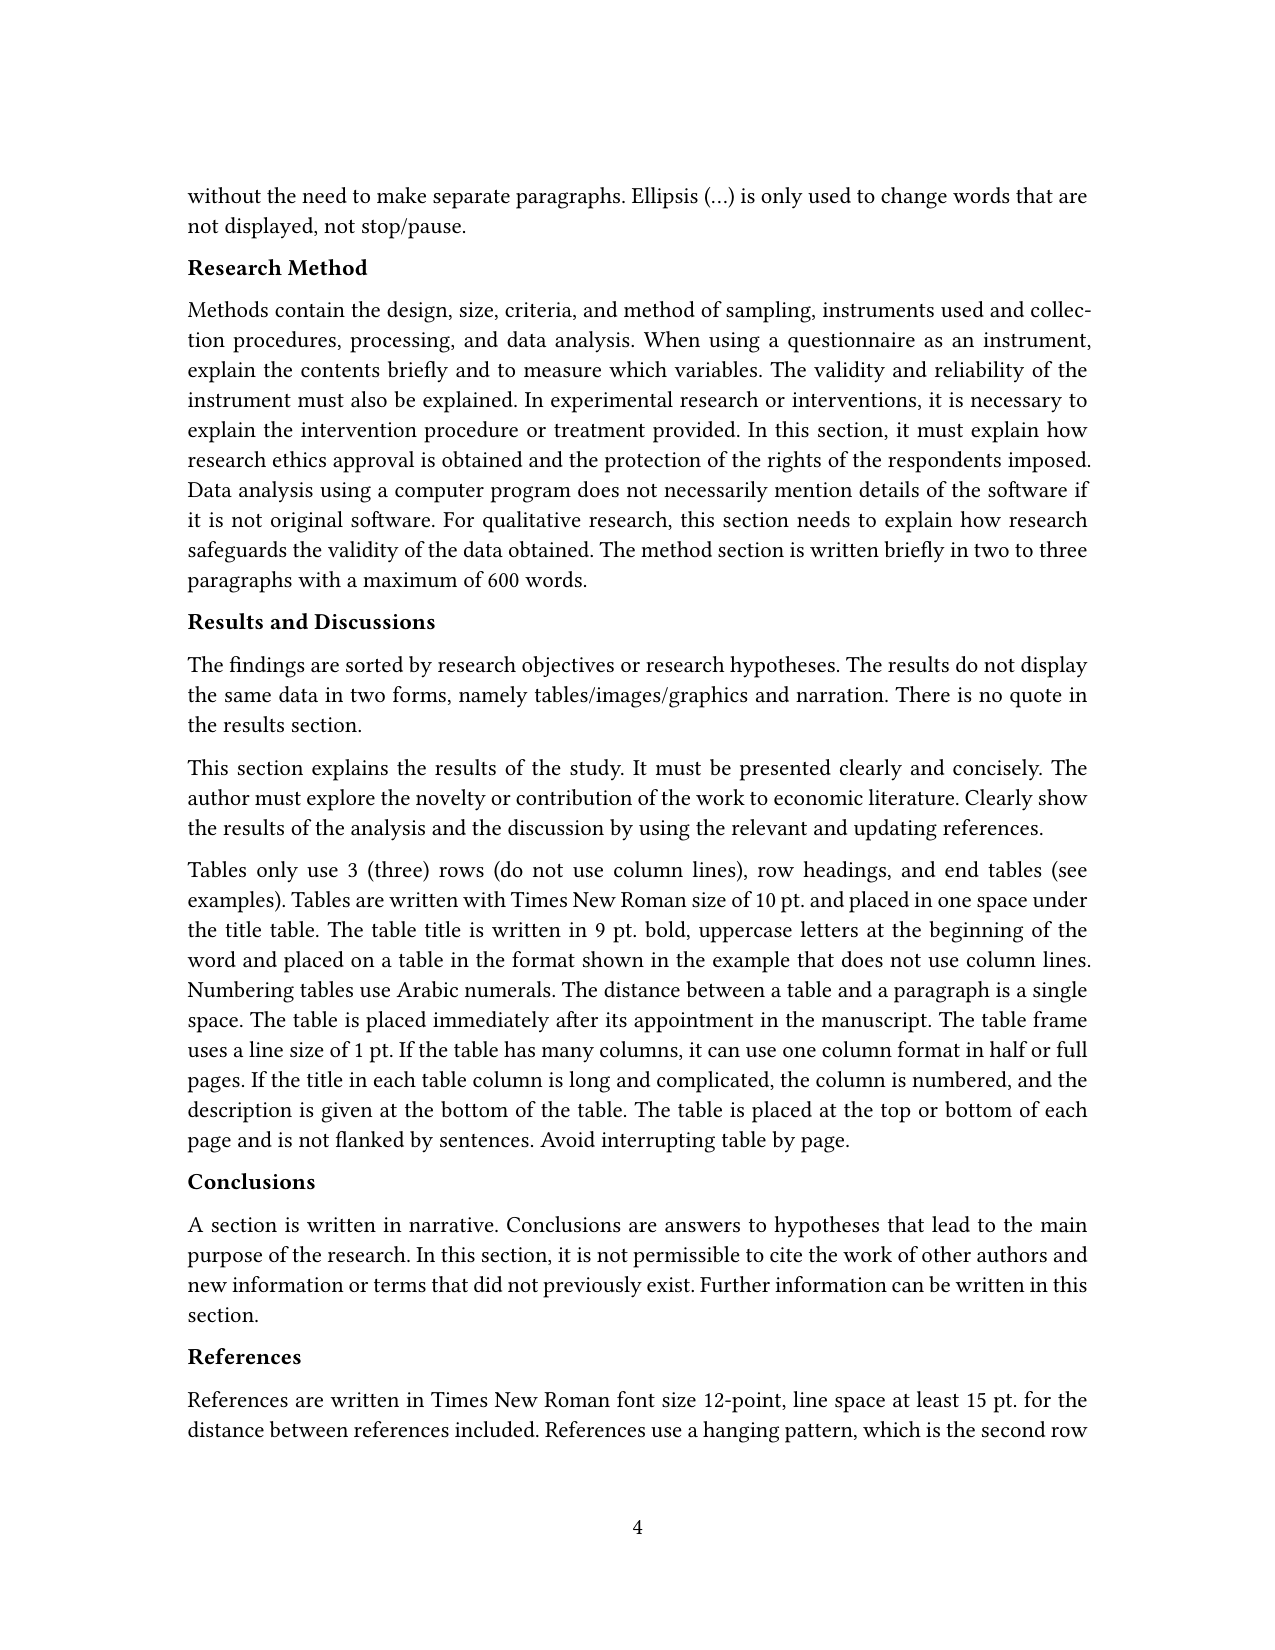 without the need to make separate paragraphs. Ellipsis (…) is only used to change words that are
not displayed, not stop/pause.
Research Method
Methods contain the design, size, criteria, and method of sampling, instruments used and collec-
tion procedures, processing, and data analysis. When using a questionnaire as an instrument,
explain the contents briefly and to measure which variables. The validity and reliability of the
instrument must also be explained. In experimental research or interventions, it is necessary to
explain the intervention procedure or treatment provided. In this section, it must explain how
research ethics approval is obtained and the protection of the rights of the respondents imposed.
Data analysis using a computer program does not necessarily mention details of the software if
it is not original software. For qualitative research, this section needs to explain how research
safeguards the validity of the data obtained. The method section is written briefly in two to three
paragraphs with a maximum of 600 words.
Results and Discussions
The findings are sorted by research objectives or research hypotheses. The results do not display
the same data in two forms, namely tables/images/graphics and narration. There is no quote in
the results section.
This section explains the results of the study. It must be presented clearly and concisely. The
author must explore the novelty or contribution of the work to economic literature. Clearly show
the results of the analysis and the discussion by using the relevant and updating references.
Tables only use 3 (three) rows (do not use column lines), row headings, and end tables (see
examples). Tables are written with Times New Roman size of 10 pt. and placed in one space under
the title table. The table title is written in 9 pt. bold, uppercase letters at the beginning of the
word and placed on a table in the format shown in the example that does not use column lines.
Numbering tables use Arabic numerals. The distance between a table and a paragraph is a single
space. The table is placed immediately after its appointment in the manuscript. The table frame
uses a line size of 1 pt. If the table has many columns, it can use one column format in half or full
pages. If the title in each table column is long and complicated, the column is numbered, and the
description is given at the bottom of the table. The table is placed at the top or bottom of each
page and is not flanked by sentences. Avoid interrupting table by page.
Conclusions
A section is written in narrative. Conclusions are answers to hypotheses that lead to the main
purpose of the research. In this section, it is not permissible to cite the work of other authors and
new information or terms that did not previously exist. Further information can be written in this
section.
References
References are written in Times New Roman font size 12-point, line space at least 15 pt. for the
distance between references included. References use a hanging pattern, which is the second row
4